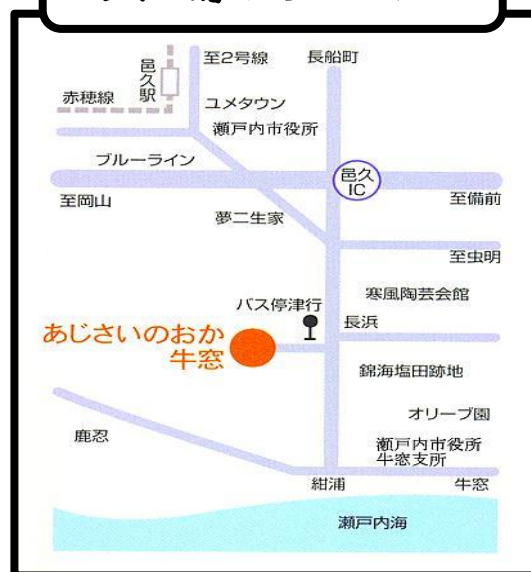 至2号線
長船町
邑久駅
赤穂線
ユメタウン
瀬戸内市役所
ブルーライン
邑久
IC
至岡山
至備前
夢二生家
至虫明
寒風陶芸会館
バス停津行
長浜
あじさいのおか
牛窓
錦海塩田跡地
オリーブ園
鹿忍
瀬戸内市役所
牛窓支所
紺浦
牛窓
瀬戸内海